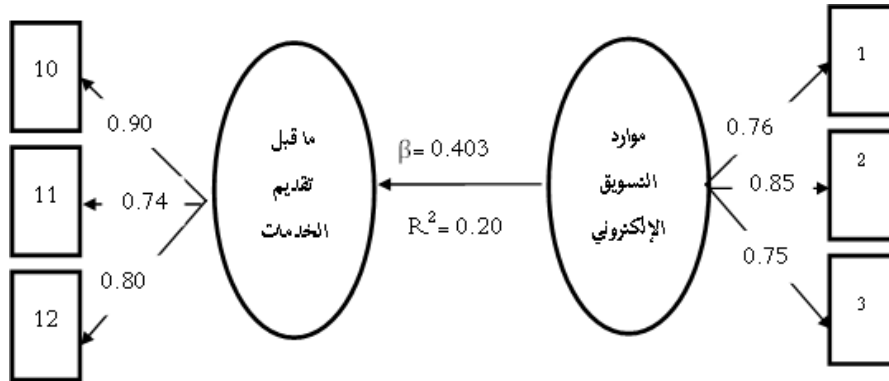 1
0.76
2
0.85
3
0.75
موارد
التسويق
الإلكتروني
β= 0.403
R²= 0.20
ما قبل
تقديم
الخدمات
10
0.90
11
0.74
12
0.80